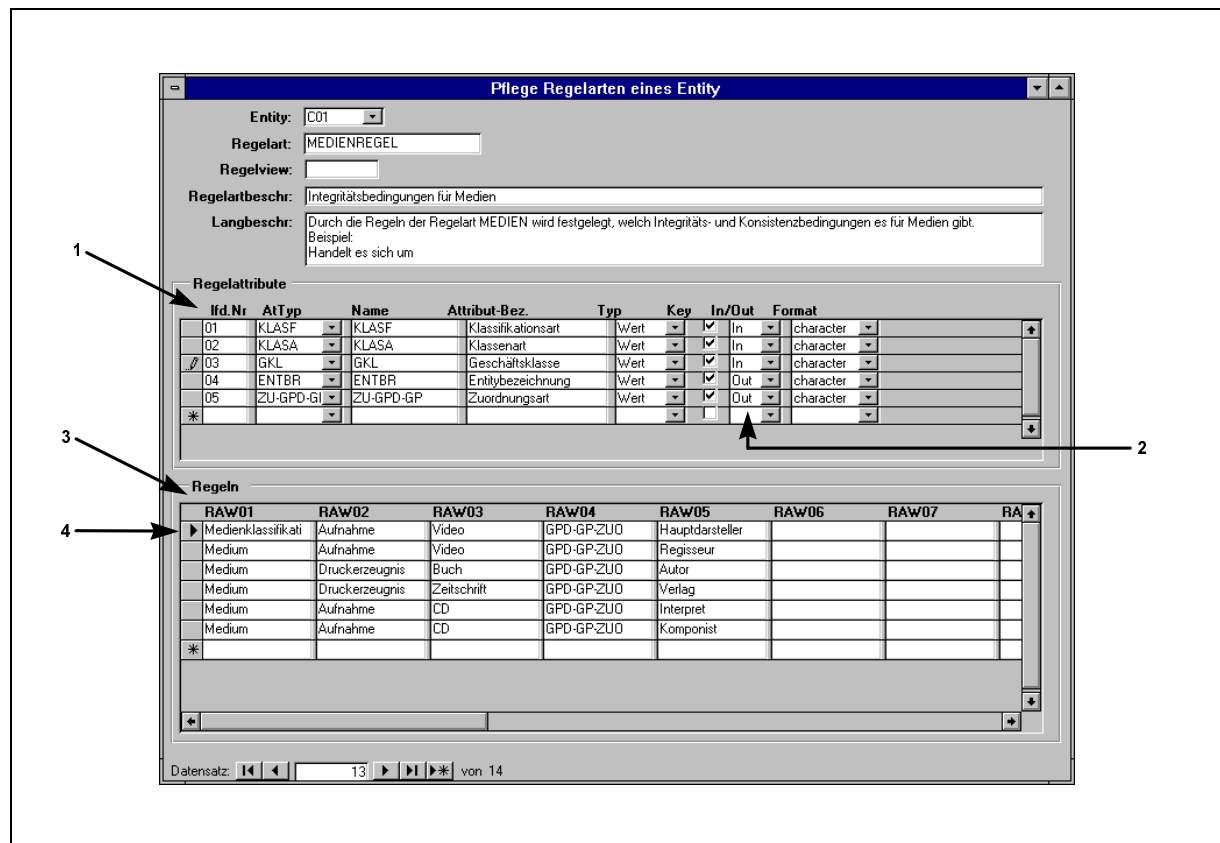 Pflege Regelarten eines Entity
Entity: C01
Regelart: MEDIENREGEL
Regelview:
Regelartbeschr: Integritätsbedingungen für Medien
Langbeschr: Durch die Regeln der Regelart MEDIEN wird festgelegt, welch Integritäts- und Konsistenzbedingungen es für Medien gibt.
Beispiel:
Handelt es sich um
1
Regelattribute
lfd.Nr AtTyp Name Attribut-Bez. Typ Key In/Out Format
01 KLASF KLASF Klassifikationsart Wert In character
02 KLASA KLASA Klassenart Wert In character
03 GKL GKL Geschäftsklasse Wert In character
04 ENTBR ENTBR Entitybezeichnung Wert Out character
05 ZU-GPD-GI ZU-GPD-GP Zuordnungsart Wert Out character
2
3
Regeln
RAW01 RAW02 RAW03 RAW04 RAW05 RAW06 RAW07 RA
4
Medienklassifikati Aufnahme Video GPD-GP-ZUO Hauptdarsteller
Medium Aufnahme Video GPD-GP-ZUO Regisseur
Medium Druckerzeugnis Buch GPD-GP-ZUO Autor
Medium Druckerzeugnis Zeitschrift GPD-GP-ZUO Verlag
Medium Aufnahme CD GPD-GP-ZUO Interpret
Medium Aufnahme CD GPD-GP-ZUO Komponist
Datensatz: 13 von 14